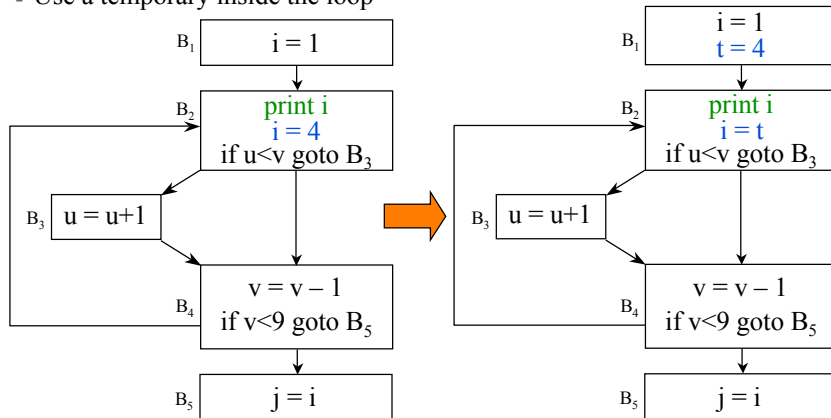 - Use a temporary inside the loop
B1
i = 1
B2
print i
i = 4
if u<v goto B3
B3
u = u+1
B4
v = v – 1
if v<9 goto B5
B5
j = i
B1
i = 1
t = 4
B2
print i
i = t
if u<v goto B3
B3
u = u+1
B4
v = v – 1
if v<9 goto B5
B5
j = i